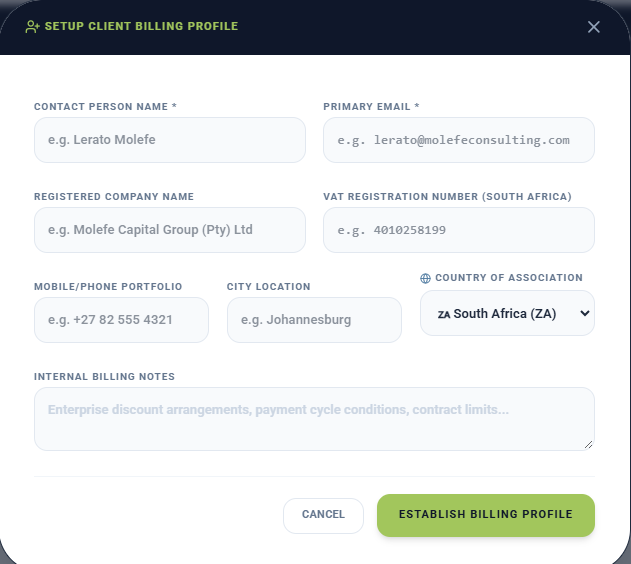 SETUP CLIENT BILLING PROFILE
CONTACT PERSON NAME *
PRIMARY EMAIL *
e.g. Lerato Molefe
e.g. lerato@molefeconsulting.com
REGISTERED COMPANY NAME
VAT REGISTRATION NUMBER (SOUTH AFRICA)
e.g. Molefe Capital Group (Pty) Ltd
e.g. 4010258199
MOBILE/PHONE PORTFOLIO
CITY LOCATION
COUNTRY OF ASSOCIATION
e.g. +27 82 555 4321
e.g. Johannesburg
ZA South Africa (ZA)
INTERNAL BILLING NOTES
Enterprise discount arrangements, payment cycle conditions, contract limits...
CANCEL
ESTABLISH BILLING PROFILE